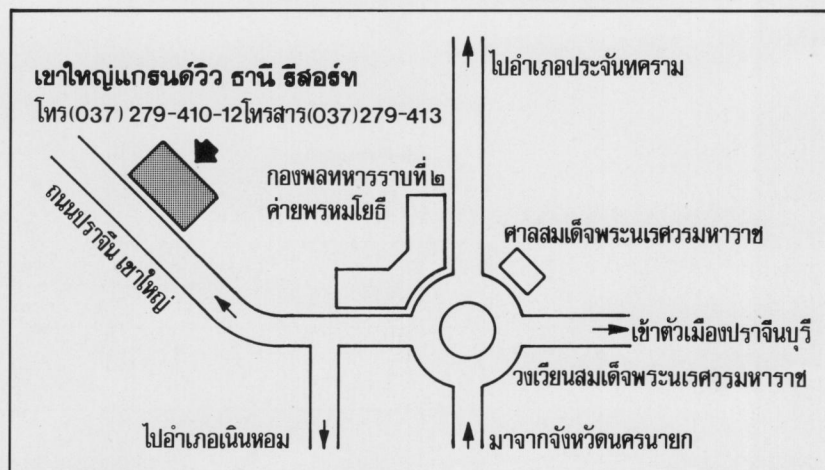 เขาใหญ่แกรนด์วิว ธานี รีสอร์ท
โทร(037) 279-410-12โทรสาร(037)279-413
ไปอำเภอประจันทคราม
กองพลทหารราบที่ ๒
ค่ายพรหมโยธี
ศาลสมเด็จพระนเรศวรมหาราช
ถนนปราจีน เขาใหญ่
เข้าตัวเมืองปราจีนบุรี
วงเวียนสมเด็จพระนเรศวรมหาราช
ไปอำเภอเนินหอม
มาจากจังหวัดนครนายก